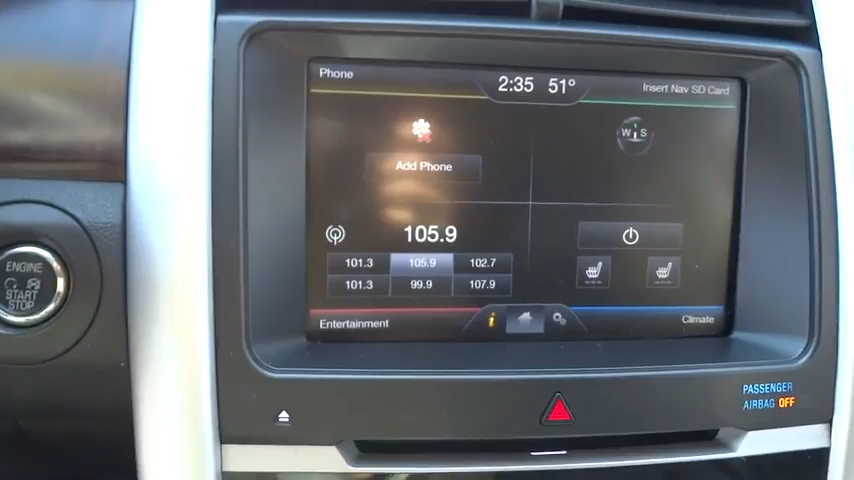 Phone
2:35 51°
Insert Nav SD Card
W S
Add Phone
105.9
101.3 105.9 102.7
101.3 99.9 107.9
Entertainment
i
Climate
ENGINE
START
STOP
PASSENGER
AIRBAG OFF